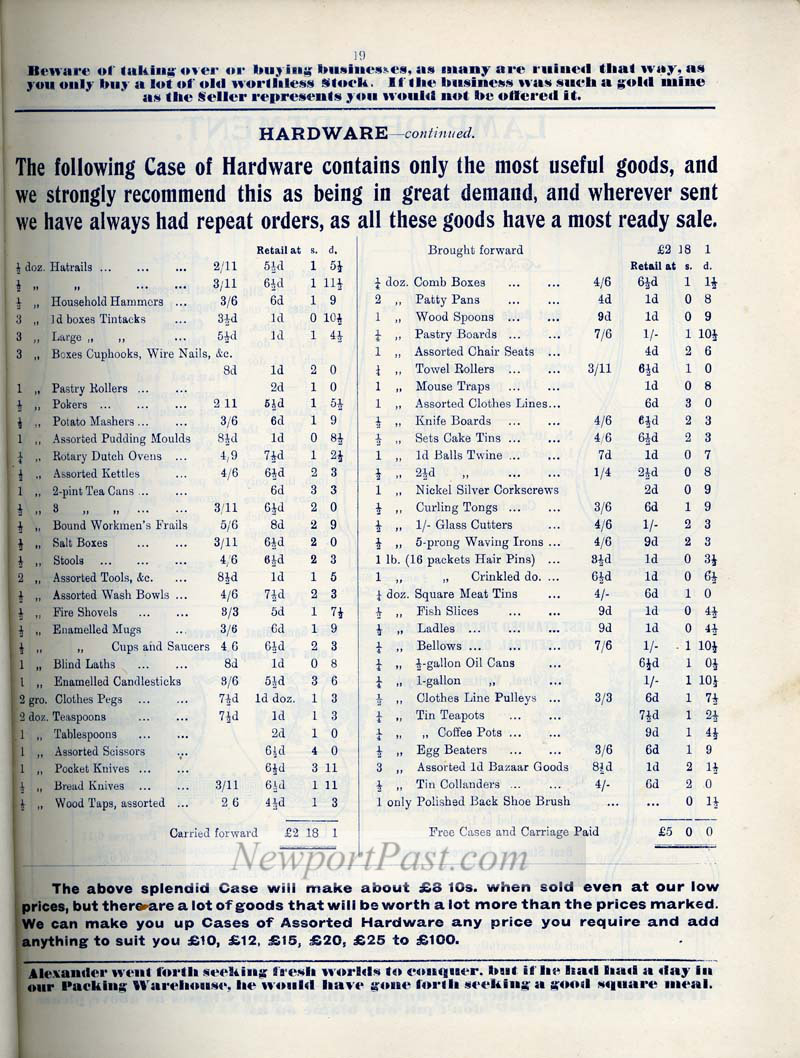 19
Beware of taking over or buying businesses, as many are ruined that way, as
you only buy a lot of old worthless Stock. If the business was such a gold mine
as the Seller represents you would not be offered it.
HARDWARE—continued.
The following Case of Hardware contains only the most useful goods, and
we strongly recommend this as being in great demand, and wherever sent
we have always had repeat orders, as all these goods have a most ready sale.
Retail at s. d.
½ doz. Hatrails ... ... ... 2/11 5½d 1 5½
½ „ „ ... ... 3/11 6½d 1 11½
½ „ Household Hammers ... 3/6 6d 1 9
3 „ 1d boxes Tintacks ... 3½d 1d 0 10½
3 „ Large „ „ ... 5½d 1d 1 4½
3 „ Boxes Cuphooks, Wire Nails, &c.
8d 1d 2 0
1 „ Pastry Rollers ... ... 2d 1 0
½ „ Pokers ... ... ... 2 11 5½d 1 5½
½ „ Potato Mashers ... ... 3/6 6d 1 9
1 „ Assorted Pudding Moulds 8½d 1d 0 8½
¼ „ Rotary Dutch Ovens ... 4/9 7½d 1 2½
½ „ Assorted Kettles 4/6 6½d 2 3
1 „ 2-pint Tea Cans ... ... 6d 3 3
½ „ 3 „ „ „ ... ... 3/11 6½d 2 0
½ „ Bound Workmen's Frails 5/6 8d 2 9
½ „ Salt Boxes ... ... 3/11 6½d 2 0
½ „ Stools ... ... ... 4/6 6½d 2 3
2 „ Assorted Tools, &c. ... 8½d 1d 1 5
½ „ Assorted Wash Bowls ... 4/6 7½d 2 3
½ „ Fire Shovels ... ... 3/3 5d 1 7½
½ „ Enamelled Mugs ... 3/6 6d 1 9
½ „ „ Cups and Saucers 4 6 6½d 2 3
1 „ Blind Laths ... ... 8d 1d 0 8
1 „ Enamelled Candlesticks 3/6 5½d 3 6
2 gro. Clothes Pegs ... ... 7½d 1d doz. 1 3
2 doz. Teaspoons ... ... 7½d 1d 1 3
1 „ Tablespoons ... 2d 1 0
1 „ Assorted Scissors ... 6½d 4 0
1 „ Pocket Knives ... ... 6½d 3 11
½ „ Bread Knives ... ... 3/11 6½d 1 11
½ „ Wood Taps, assorted ... 2 6 4½d 1 3
Carried forward £2 18 1
Brought forward £2 18 1
Retail at s. d.
¼ doz. Comb Boxes ... ... 4/6 6½d 1 1½
2 „ Patty Pans ... ... 4d 1d 0 8
1 „ Wood Spoons ... ... 9d 1d 0 9
¼ „ Pastry Boards ... ... 7/6 1/- 1 10½
1 „ Assorted Chair Seats ... 4d 2 6
¼ „ Towel Rollers ... ... 3/11 6½d 1 0
1 „ Mouse Traps ... ... 1d 0 8
1 „ Assorted Clothes Lines... 6d 3 0
½ „ Knife Boards ... ... 4/6 6½d 2 3
½ „ Sets Cake Tins ... ... 4/6 6½d 2 3
1 „ 1d Balls Twine ... ... 7d 1d 0 7
½ „ 2½d „ ... ... 1/4 2½d 0 8
1 „ Nickel Silver Corkscrews 2d 0 9
½ „ Curling Tongs ... ... 3/6 6d 1 9
½ „ 1/- Glass Cutters ... 4/6 1/- 2 3
½ „ 5-prong Waving Irons ... 4/6 9d 2 3
1 lb. (16 packets Hair Pins) ... 3½d 1d 0 3½
1 „ „ Crinkled do. ... 6½d 1d 0 6½
¼ doz. Square Meat Tins ... 4/- 6d 1 0
½ „ Fish Slices ... ... 9d 1d 0 4½
½ „ Ladles ... ... ... 9d 1d 0 4½
¼ „ Bellows ... ... ... 7/6 1/- 1 10½
¼ „ ½-gallon Oil Cans ... 6½d 1 0½
¼ „ 1-gallon „ ... 1/- 1 10½
½ „ Clothes Line Pulleys ... 3/3 6d 1 7½
¼ „ Tin Teapots ... ... 7½d 1 2½
¼ „ „ Coffee Pots ... ... 9d 1 4½
½ „ Egg Beaters ... ... 3/6 6d 1 9
3 „ Assorted 1d Bazaar Goods 8½d 1d 2 1½
½ „ Tin Collanders ... ... 4/- 6d 2 0
1 only Polished Back Shoe Brush ... ... 0 1½
Free Cases and Carriage Paid £5 0 0
NewportPast.com
The above splendid Case will make about £8 10s. when sold even at our low
prices, but there are a lot of goods that will be worth a lot more than the prices marked.
We can make you up Cases of Assorted Hardware any price you require and add
anything to suit you £10, £12, £15, £20, £25 to £100.
Alexander went forth seeking fresh worlds to conquer, but if he had had a day in
our Packing Warehouse, he would have gone forth seeking a good square meal.